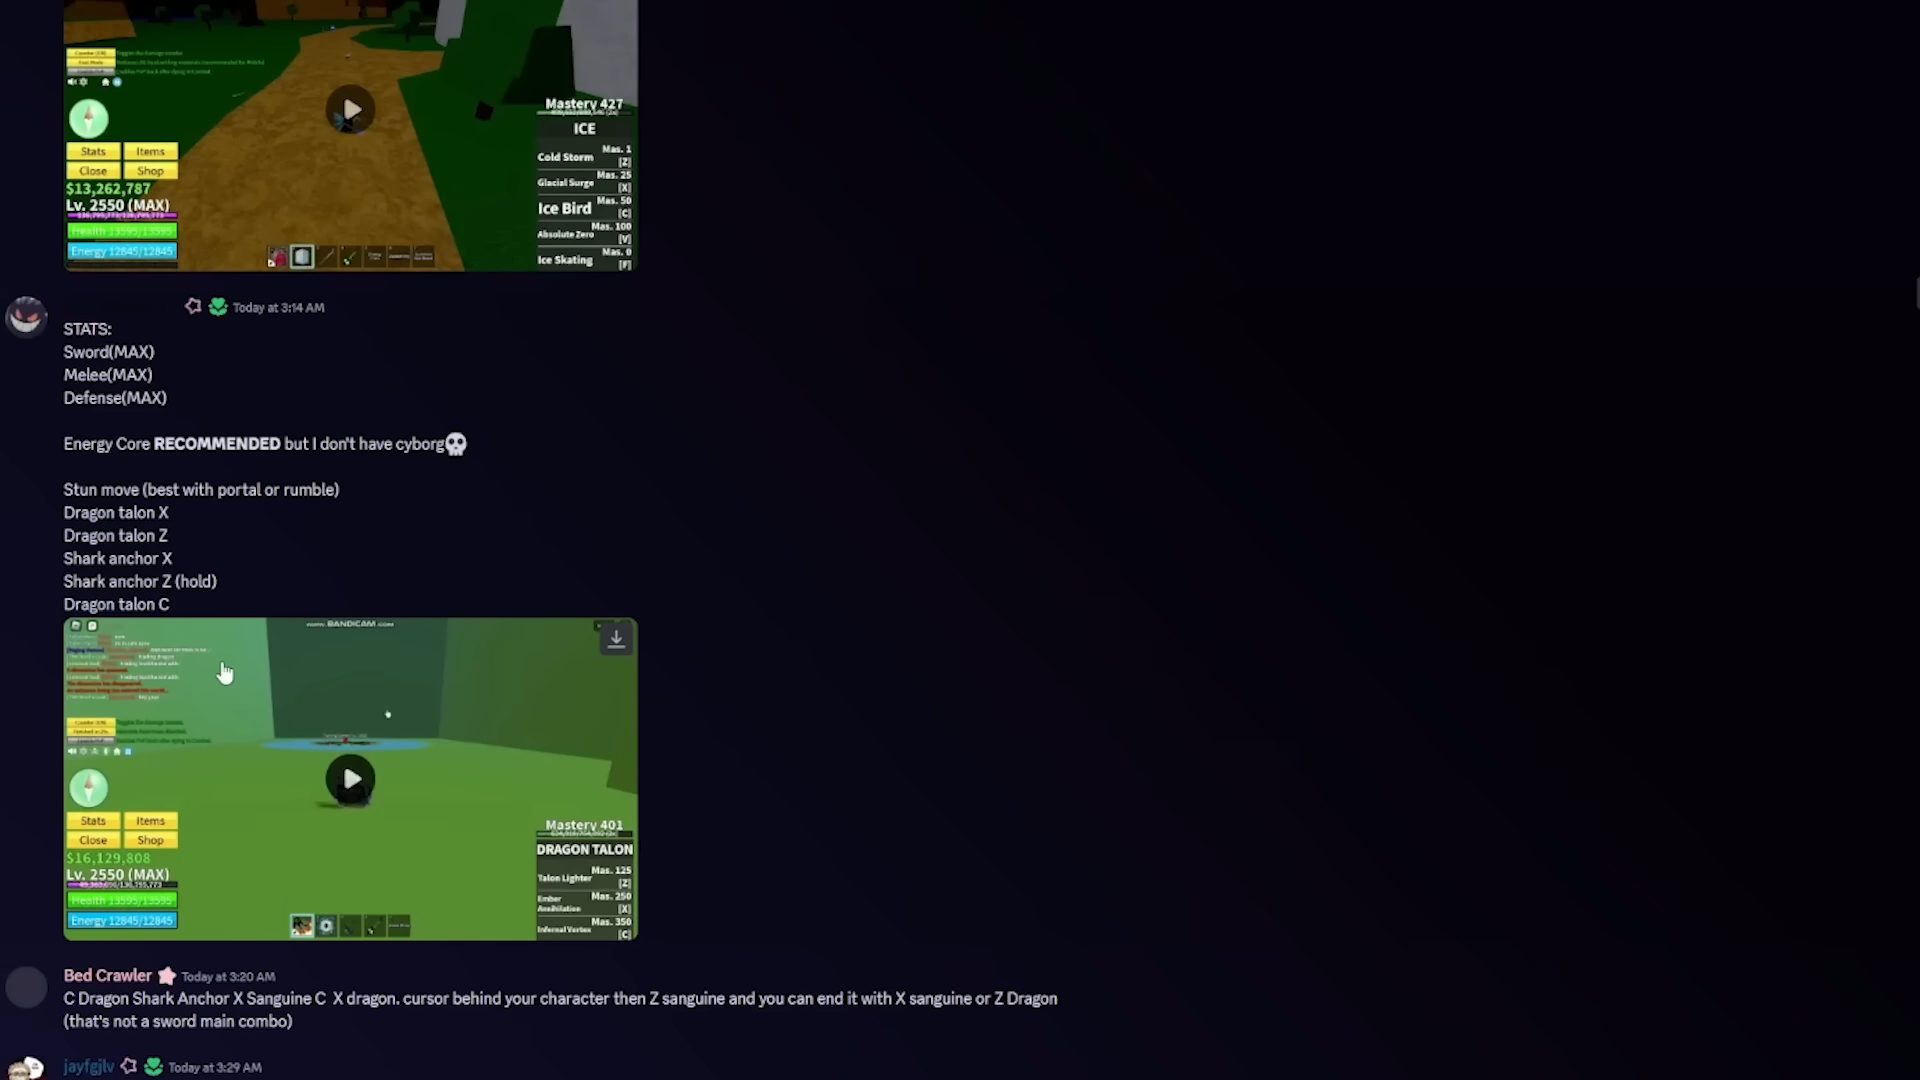 Mastery 427
ICE
Cold Storm Mas. 1 [Z]
Glacial Surge Mas. 25 [X]
Ice Bird Mas. 50 [C]
Absolute Zero Mas. 100 [V]
Ice Skating Mas. 0 [F]
Stats Items
Close Shop
$13,262,787
Lv. 2550 (MAX)
Health 13595/13595
Energy 12845/12845
Today at 3:14 AM
STATS:
Sword(MAX)
Melee(MAX)
Defense(MAX)
Energy Core RECOMMENDED but I don't have cyborg
Stun move (best with portal or rumble)
Dragon talon X
Dragon talon Z
Shark anchor X
Shark anchor Z (hold)
Dragon talon C
www.BANDICAM.com
Stats Items
Close Shop
$16,129,808
Lv. 2550 (MAX)
Health 13595/13595
Energy 12845/12845
Mastery 401
DRAGON TALON
Talon Lighter Mas. 125 [Z]
Ember Annihilation Mas. 250 [X]
Infernal Vortex Mas. 350 [C]
Bed Crawler Today at 3:20 AM
C Dragon Shark Anchor X Sanguine C X dragon. cursor behind your character then Z sanguine and you can end it with X sanguine or Z Dragon
(that's not a sword main combo)
jayfgjlv Today at 3:29 AM